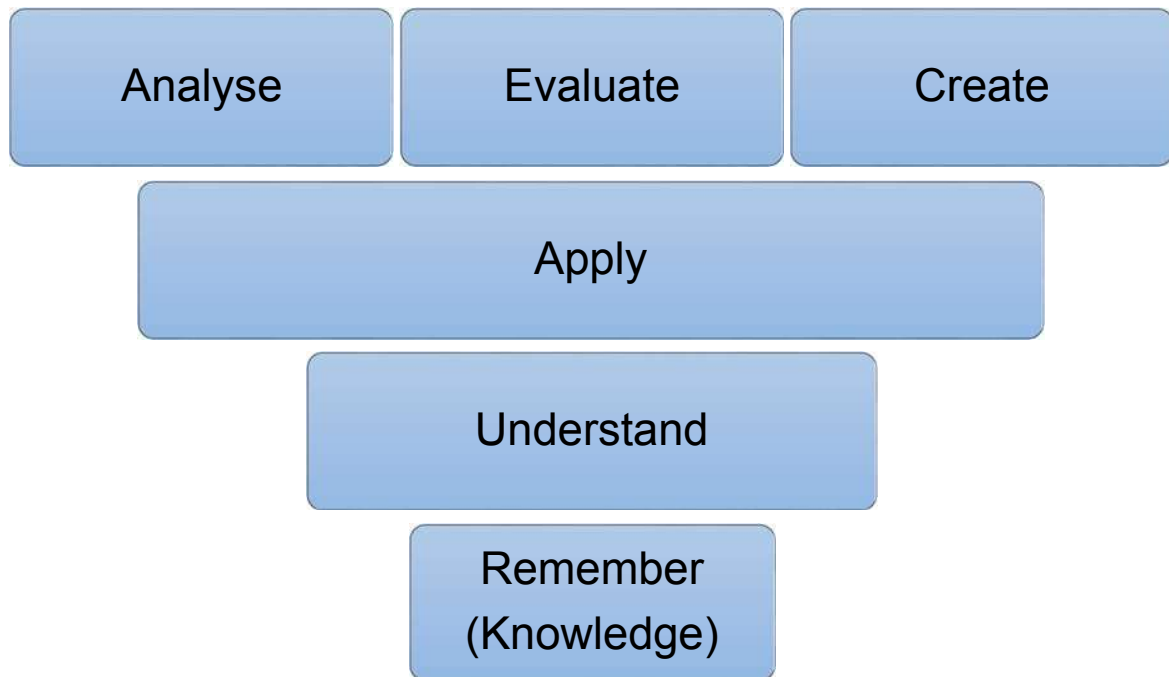 Analyse
Evaluate
Create
Apply
Understand
Remember
(Knowledge)